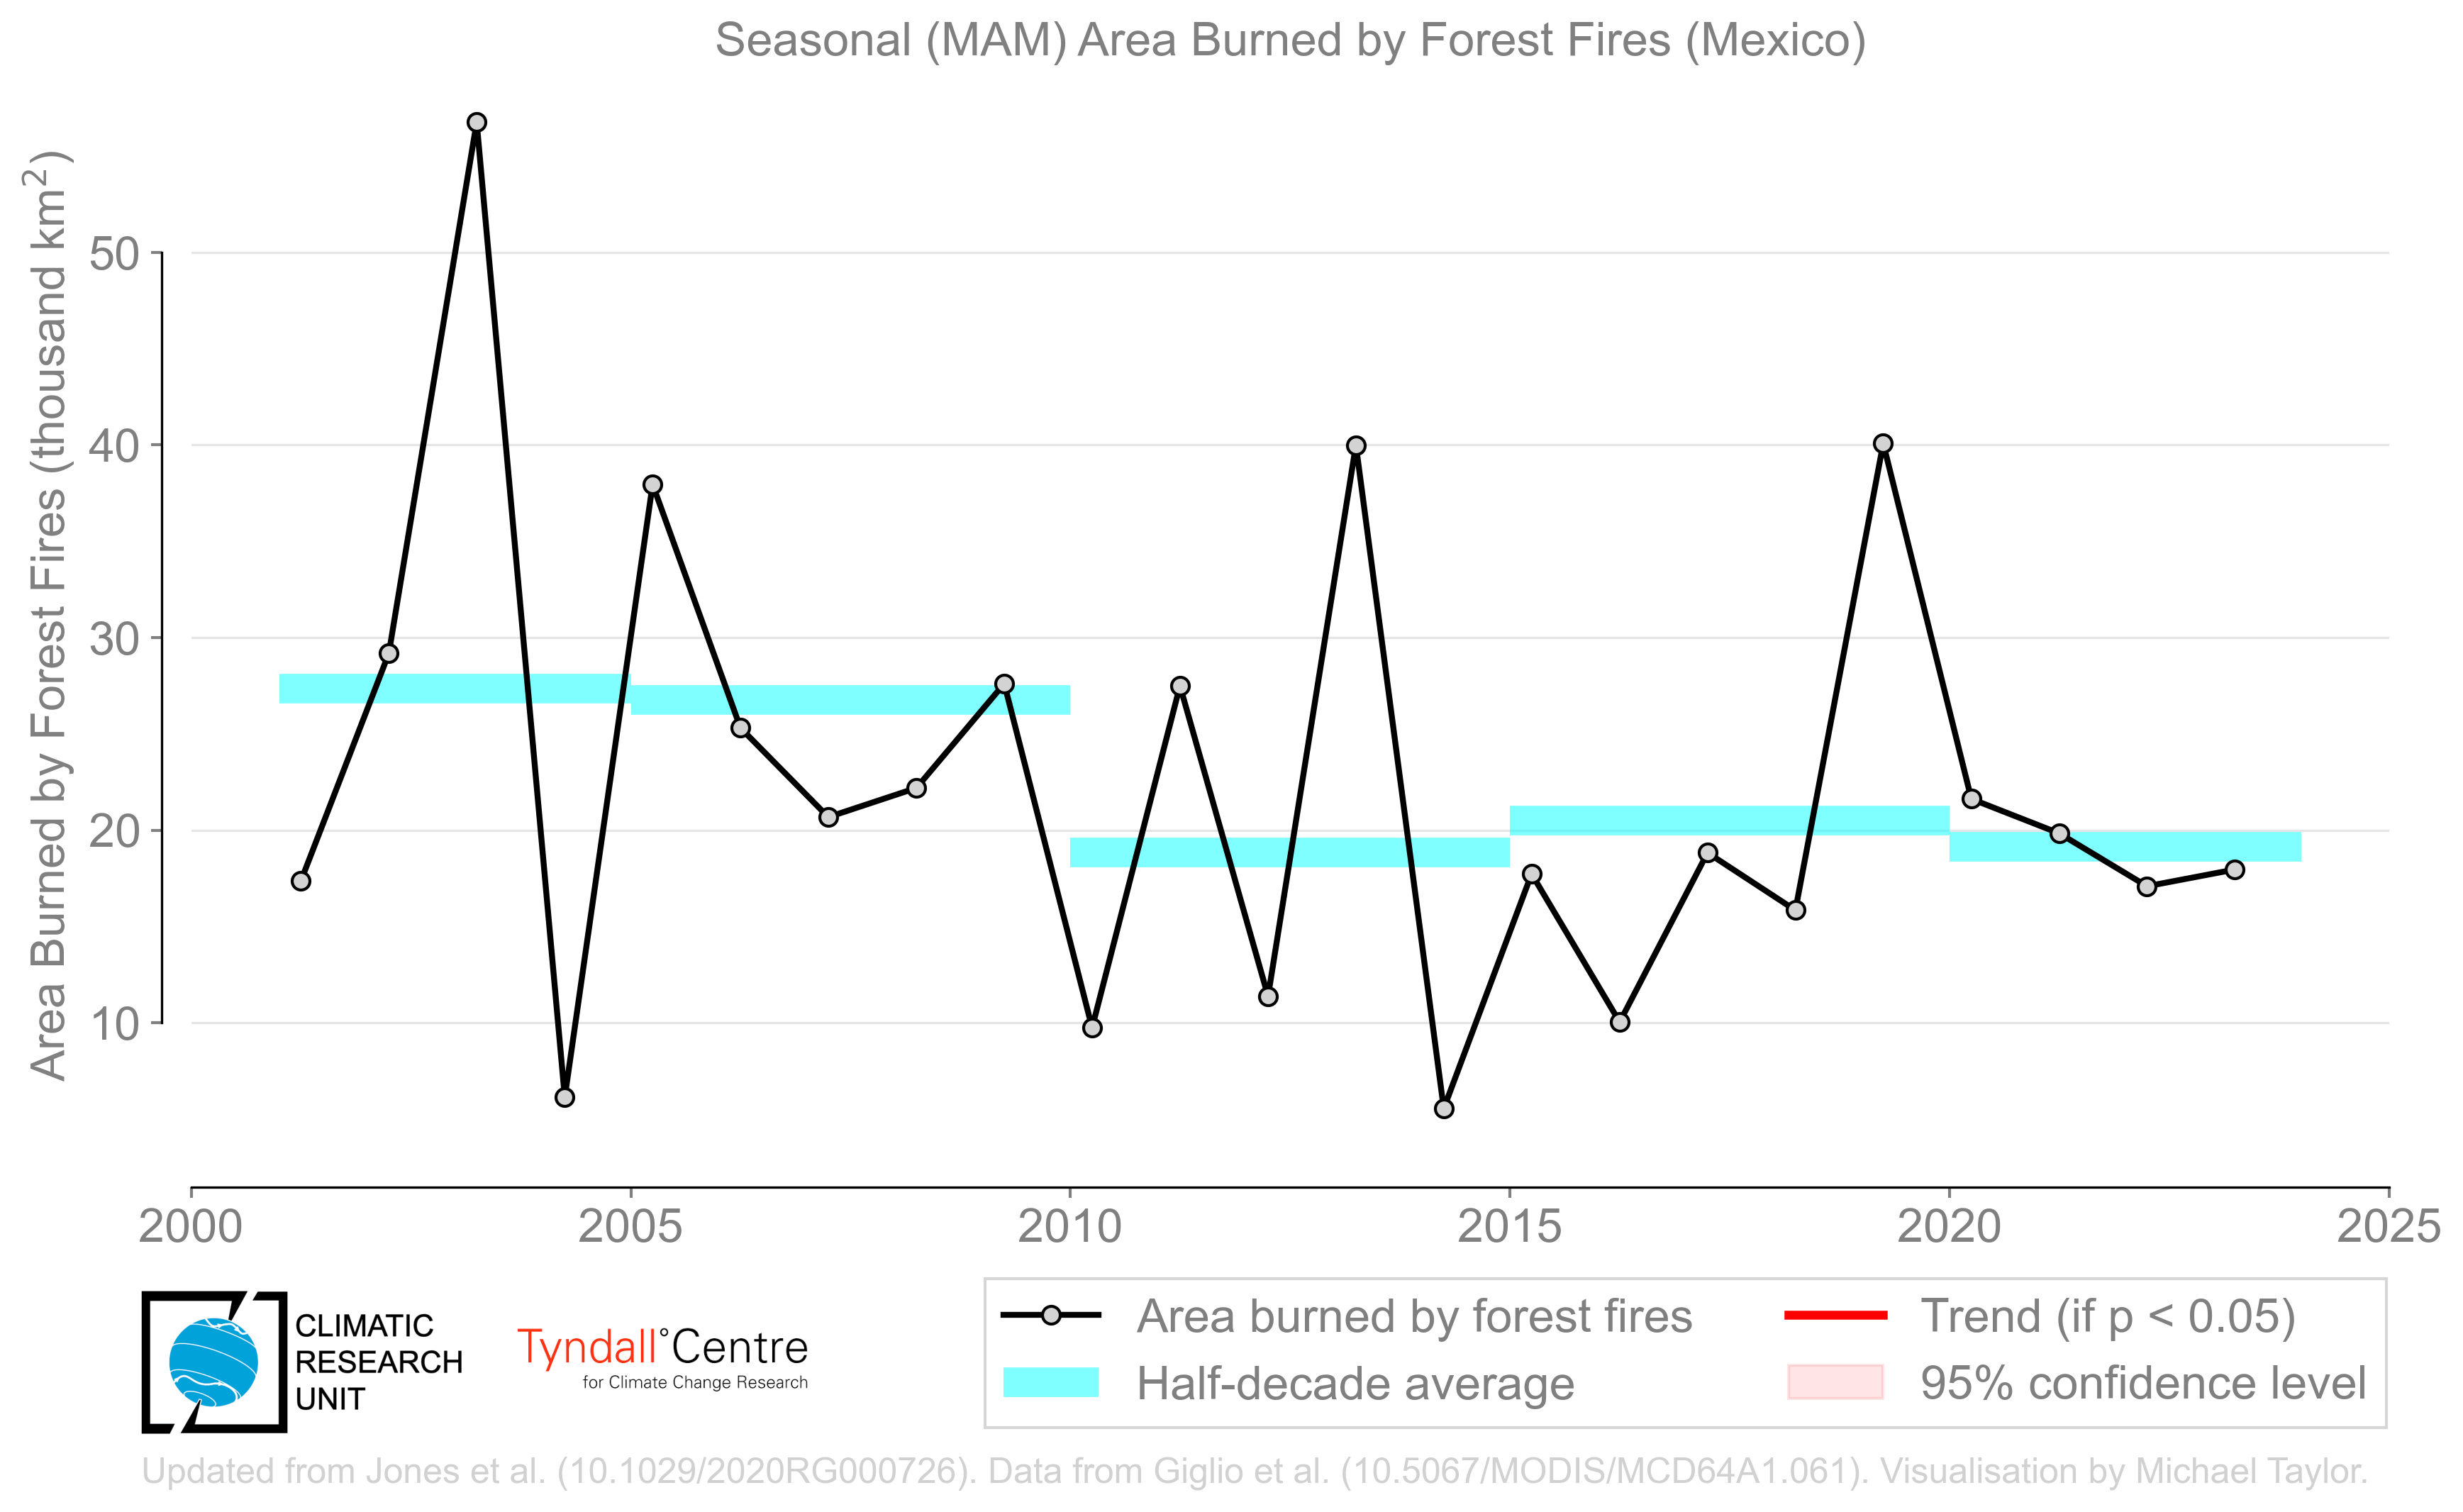 Seasonal (MAM) Area Burned by Forest Fires (Mexico)
Area Burned by Forest Fires (thousand km²)
50
40
30
20
10
2000
2005
2010
2015
2020
2025
CLIMATIC
RESEARCH
UNIT
Tyndall°Centre
for Climate Change Research
Area burned by forest fires
Half-decade average
Trend (if p < 0.05)
95% confidence level
Updated from Jones et al. (10.1029/2020RG000726). Data from Giglio et al. (10.5067/MODIS/MCD64A1.061). Visualisation by Michael Taylor.